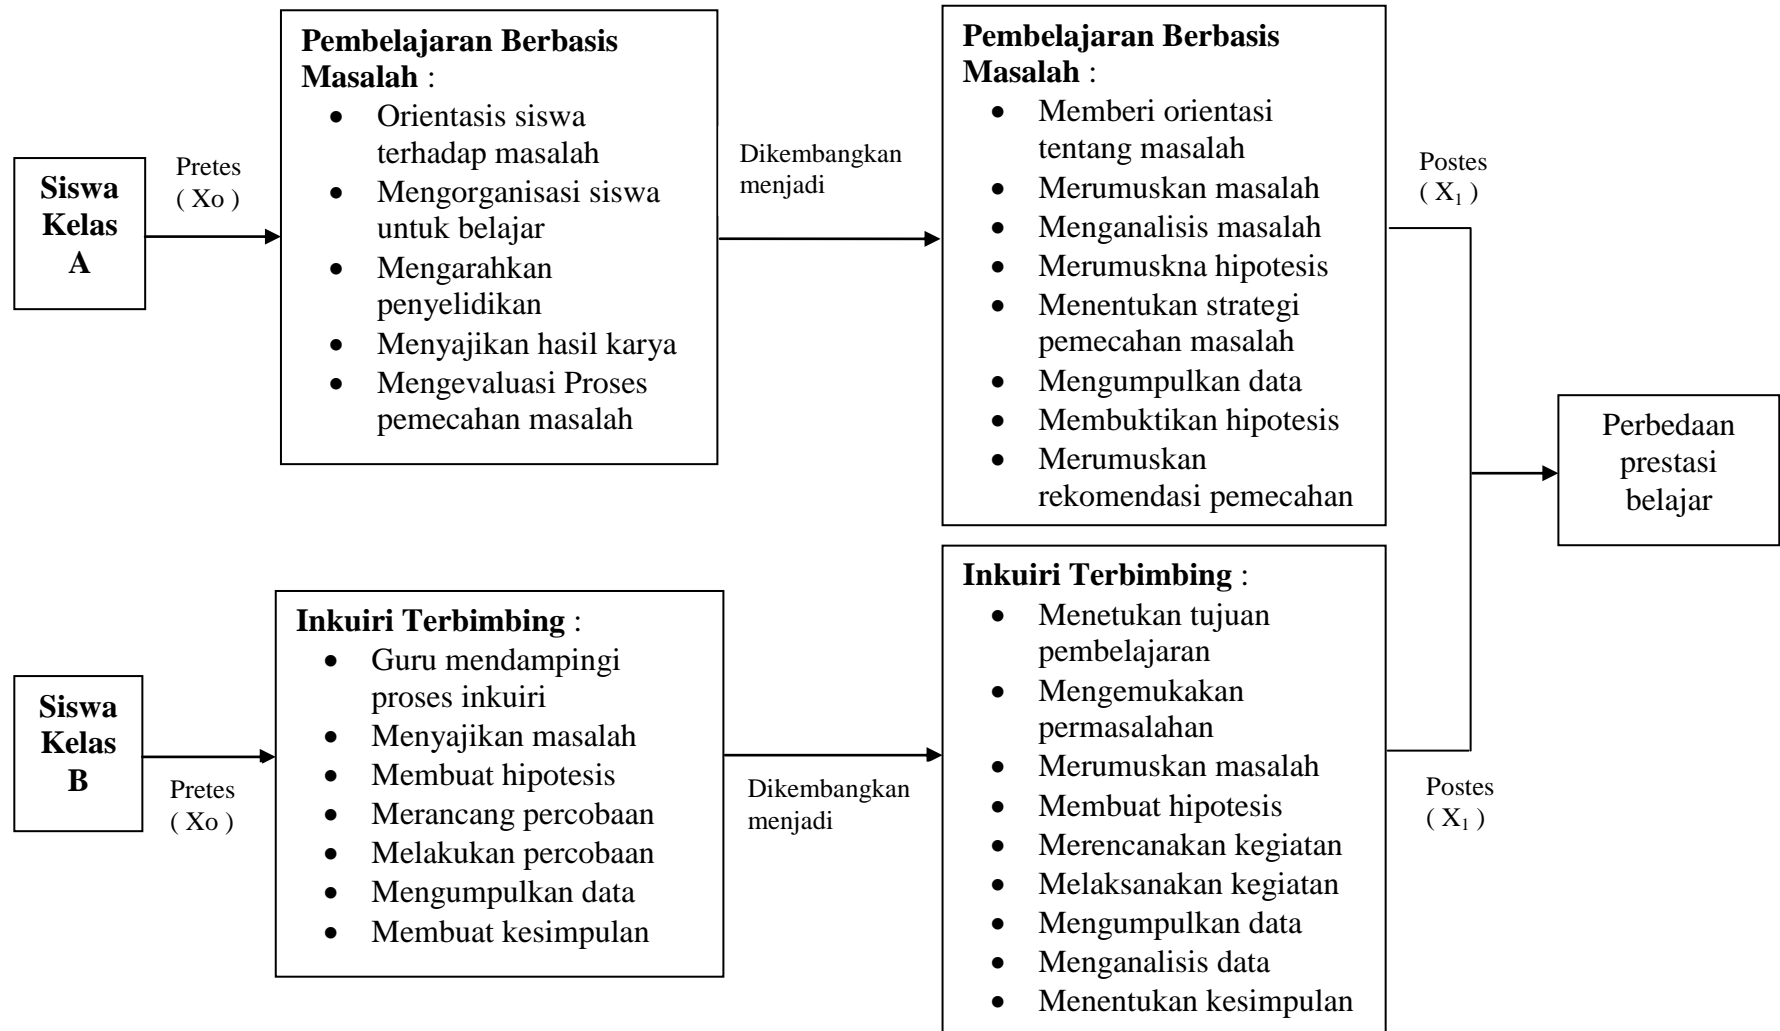 Siswa
Kelas
A
Pretes
( Xo )
Pembelajaran Berbasis
Masalah :
• Orientasis siswa
terhadap masalah
• Mengorganisasi siswa
untuk belajar
• Mengarahkan
penyelidikan
• Menyajikan hasil karya
• Mengevaluasi Proses
pemecahan masalah
Dikembangkan
menjadi
Pembelajaran Berbasis
Masalah :
• Memberi orientasi
tentang masalah
• Merumuskan masalah
• Menganalisis masalah
• Merumuskna hipotesis
• Menentukan strategi
pemecahan masalah
• Mengumpulkan data
• Membuktikan hipotesis
• Merumuskan
rekomendasi pemecahan
Postes
( X₁ )
Perbedaan
prestasi
belajar
Siswa
Kelas
B
Pretes
( Xo )
Inkuiri Terbimbing :
• Guru mendampingi
proses inkuiri
• Menyajikan masalah
• Membuat hipotesis
• Merancang percobaan
• Melakukan percobaan
• Mengumpulkan data
• Membuat kesimpulan
Dikembangkan
menjadi
Inkuiri Terbimbing :
• Menetukan tujuan
pembelajaran
• Mengemukakan
permasalahan
• Merumuskan masalah
• Membuat hipotesis
• Merencanakan kegiatan
• Melaksanakan kegiatan
• Mengumpulkan data
• Menganalisis data
• Menentukan kesimpulan
Postes
( X₁ )